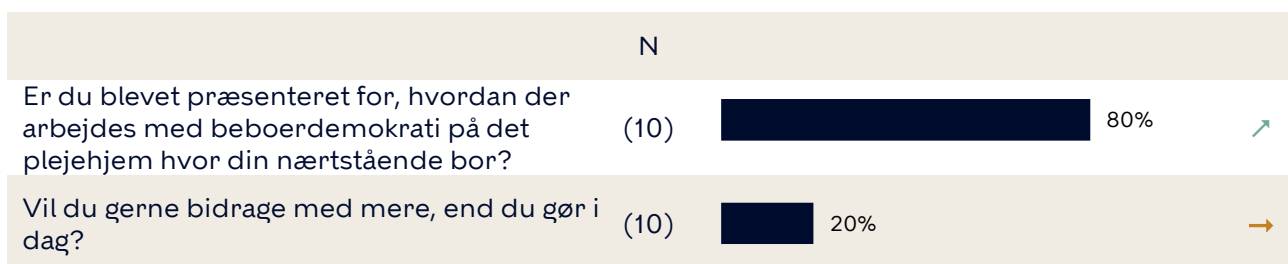 N
Er du blevet præsenteret for, hvordan der
arbejdes med beboerdemokrati på det
plejehjem hvor din nærtstående bor?
(10)
80%
Vil du gerne bidrage med mere, end du gør i
dag?
(10)
20%